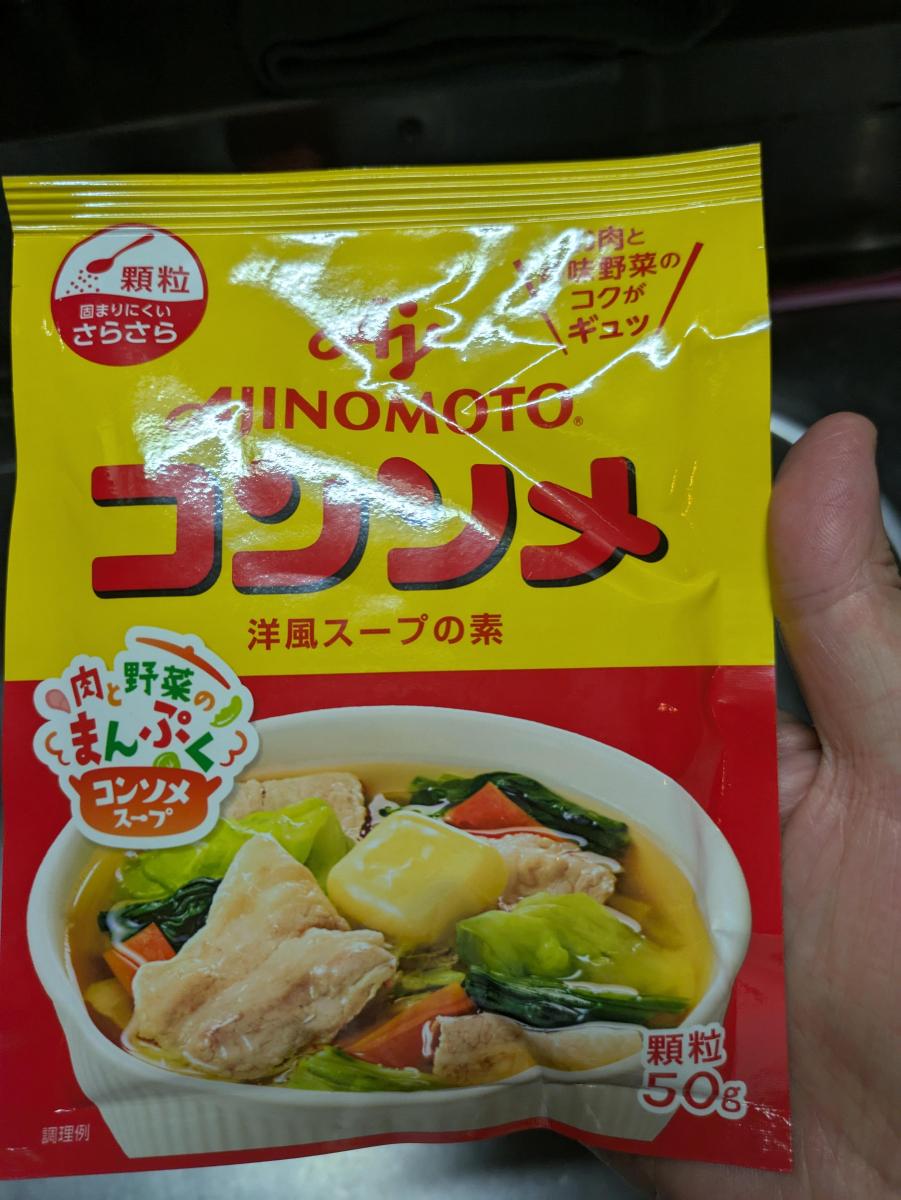 顆粒
固まりにくい
さらさら
肉と
味野菜の
コクが
ギュッ
Aji
AJINOMOTO®
コンソメ
洋風スープの素
肉と野菜の
まんぷく
コンソメ
スープ
顆粒
50g
調理例